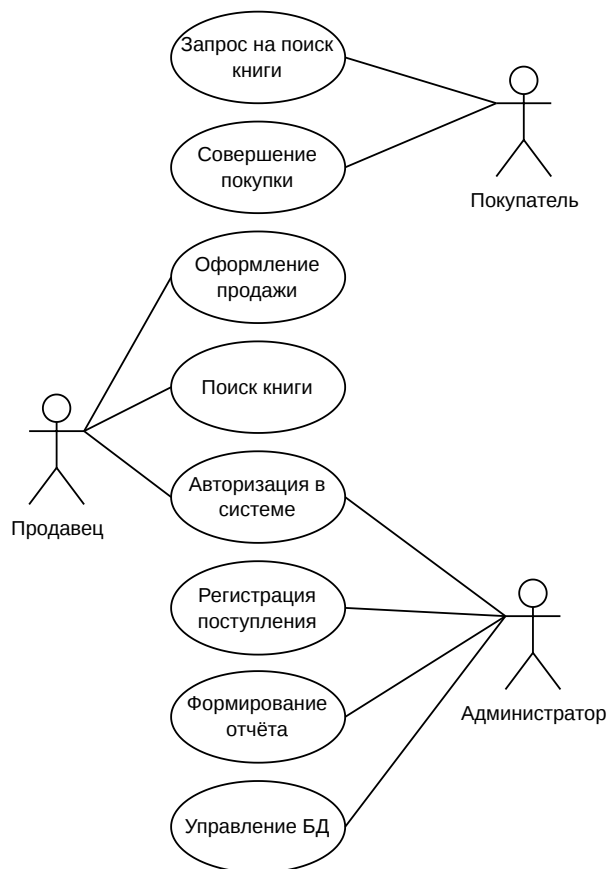 Запрос на поиск
книги
Совершение
покупки
Покупатель
Оформление
продажи
Поиск книги
Продавец
Авторизация в
системе
Регистрация
поступления
Администратор
Формирование
отчёта
Управление БД